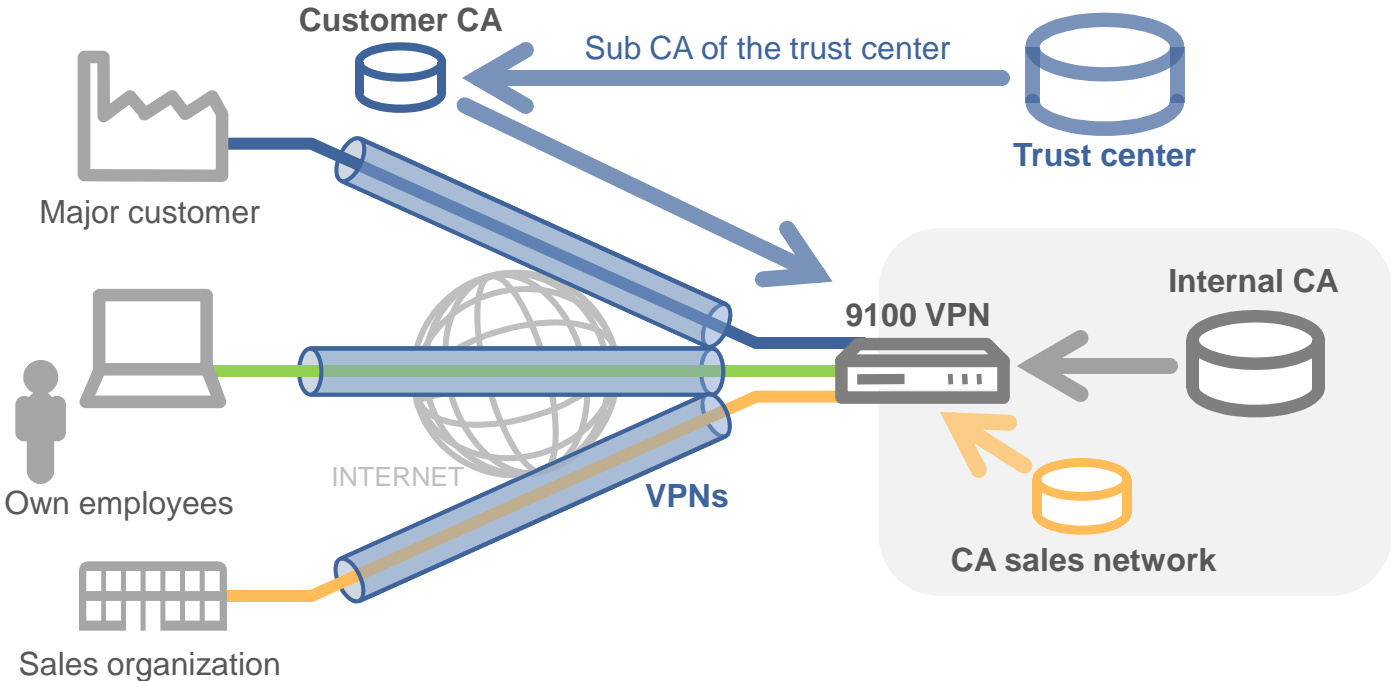 Customer CA
Sub CA of the trust center
Trust center
Major customer
Internal CA
9100 VPN
INTERNET
VPNs
Own employees
CA sales network
Sales organization